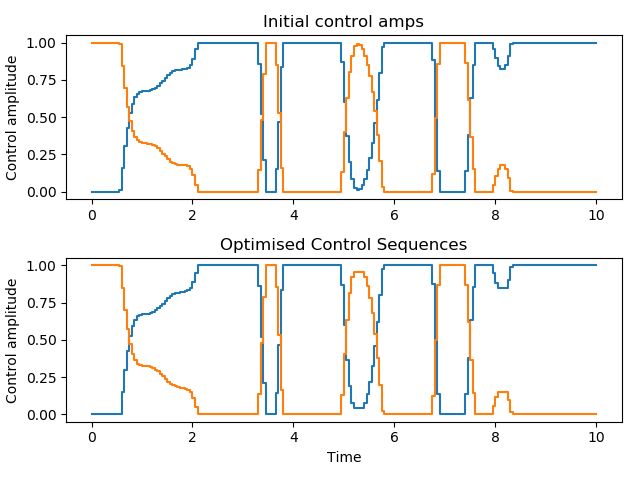 Initial control amps
Control amplitude
1.00
0.75
0.50
0.25
0.00
0 2 4 6 8 10
Optimised Control Sequences
Control amplitude
1.00
0.75
0.50
0.25
0.00
0 2 4 6 8 10
Time